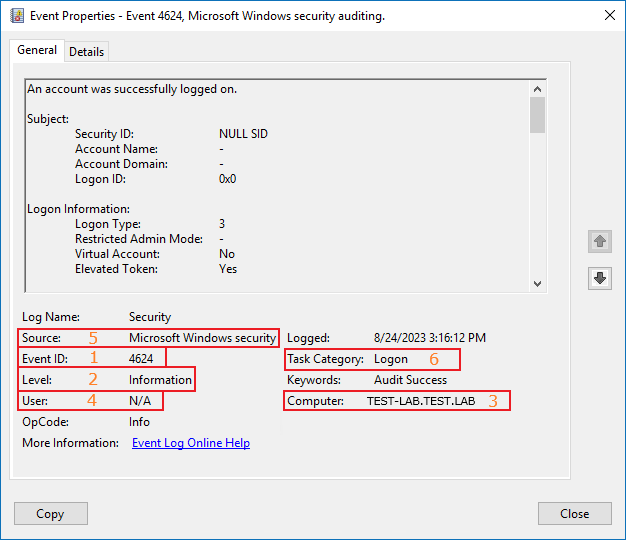 Event Properties - Event 4624, Microsoft Windows security auditing.
General Details
An account was successfully logged on.
Subject:
Security ID: NULL SID
Account Name: -
Account Domain: -
Logon ID: 0x0
Logon Information:
Logon Type: 3
Restricted Admin Mode: -
Virtual Account: No
Elevated Token: Yes
Log Name: Security
Source: 5 Microsoft Windows security Logged: 8/24/2023 3:16:12 PM
Event ID: 1 4624 Task Category: Logon 6
Level: 2 Information Keywords: Audit Success
User: 4 N/A Computer: TEST-LAB.TEST.LAB 3
OpCode: Info
More Information: Event Log Online Help
Copy Close